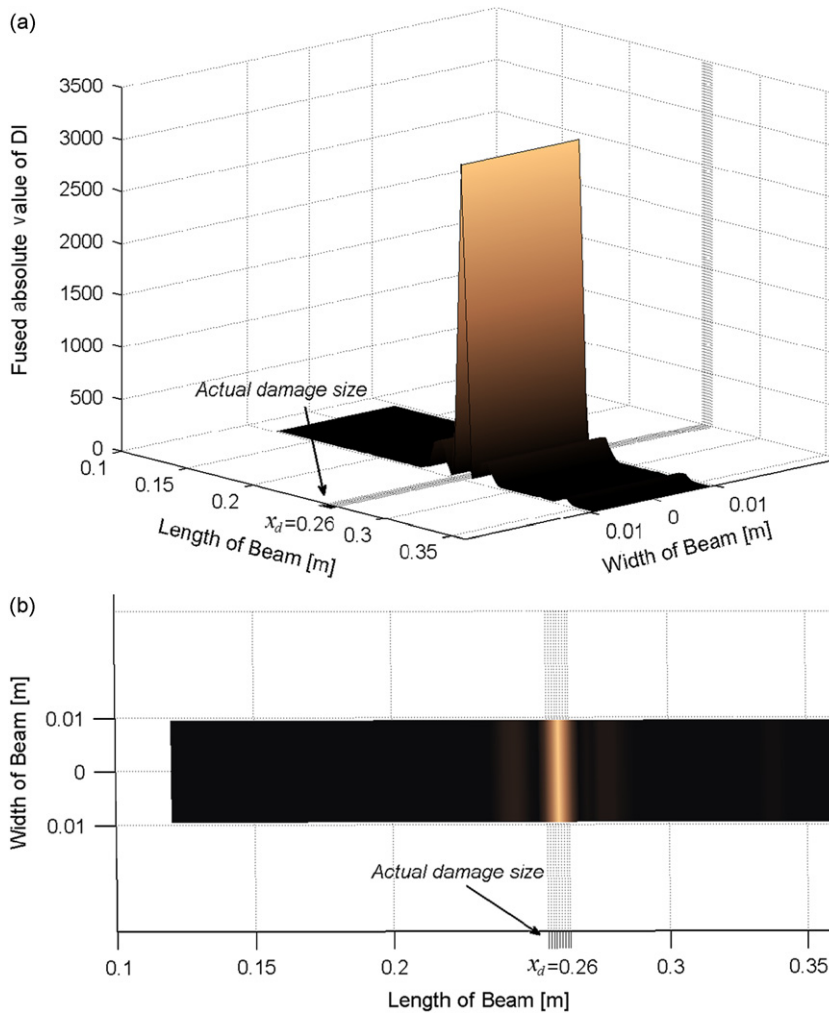 (a)
3500
3000
2500
2000
1500
1000
500
0
Fused absolute value of DI
Actual damage size
0.1
0.15
0.2
x_d=0.26
0.3
0.35
Length of Beam [m]
0.01
0
0.01
Width of Beam [m]
(b)
Width of Beam [m]
0.01
0
0.01
Actual damage size
0.1
0.15
0.2
x_d=0.26
0.3
0.35
Length of Beam [m]